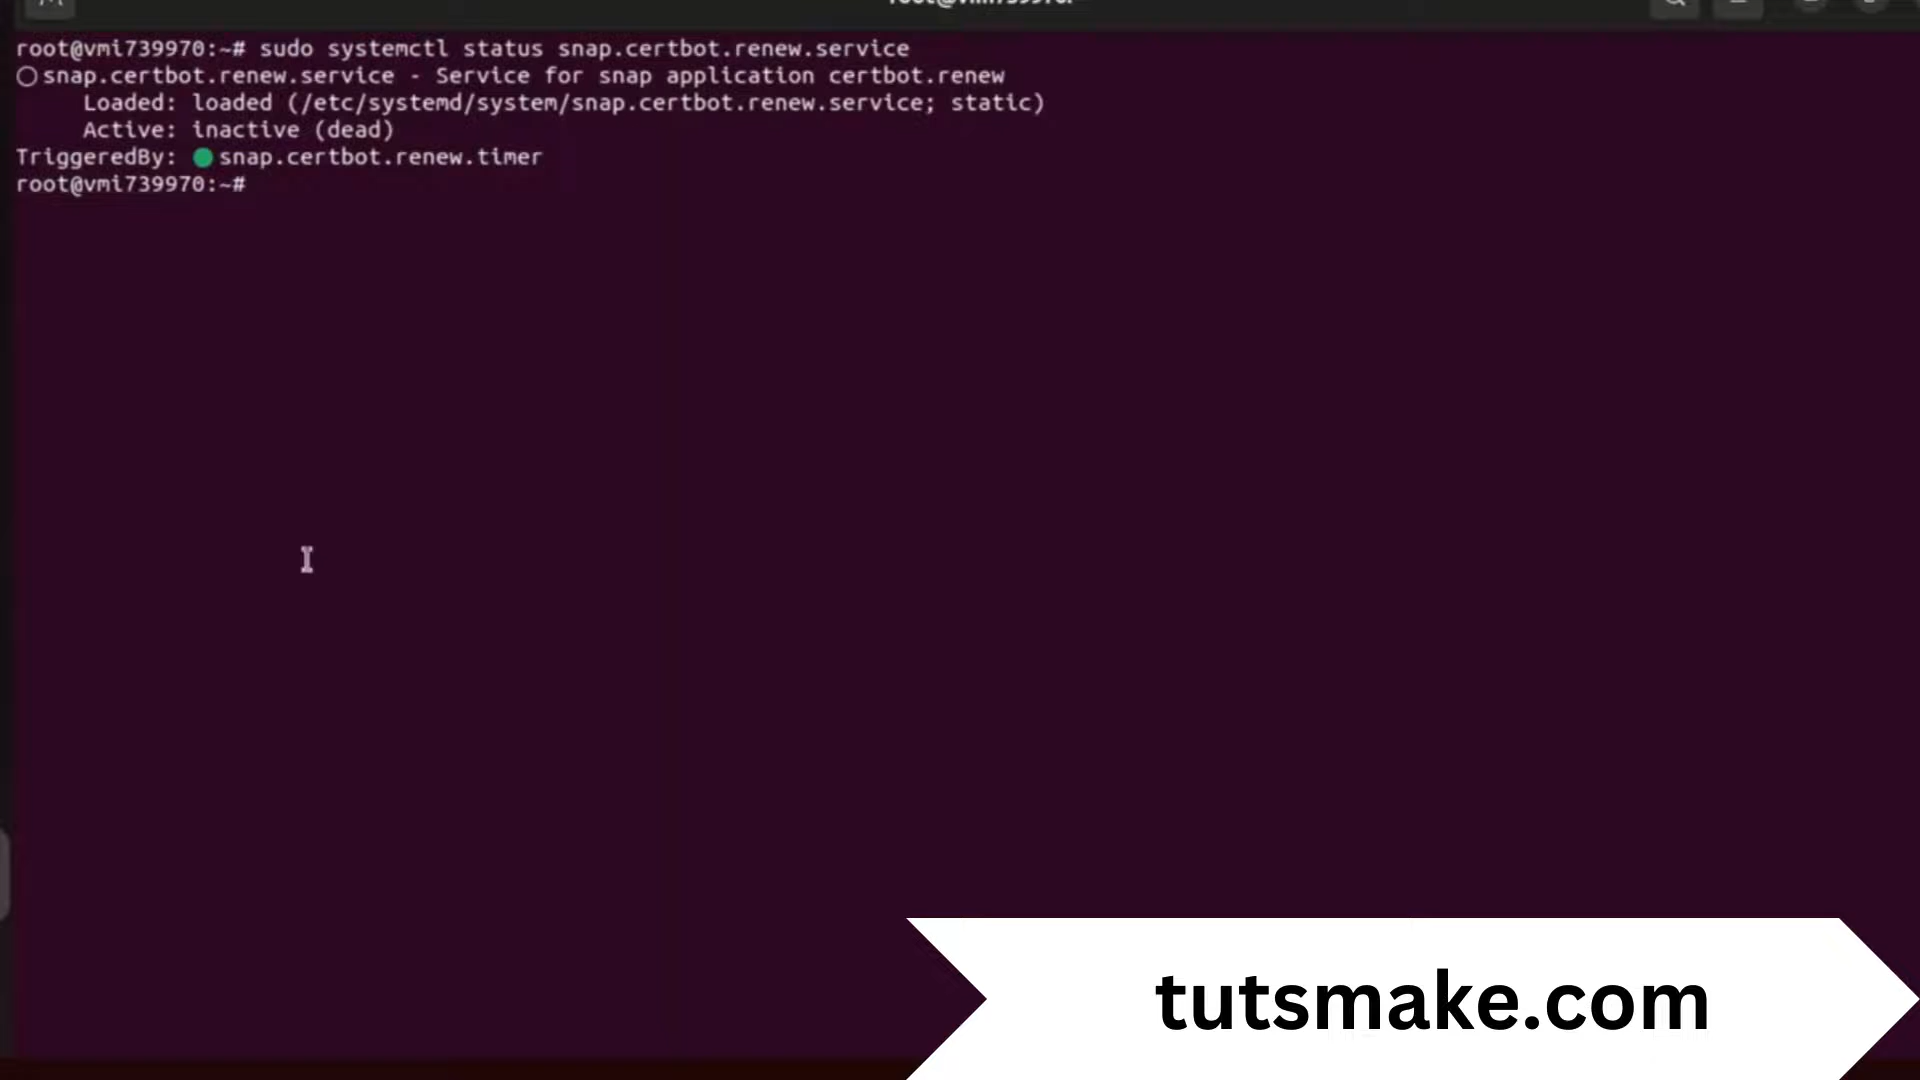 root@vmi739970:~# sudo systemctl status snap.certbot.renew.service
snap.certbot.renew.service - Service for snap application certbot.renew
Loaded: loaded (/etc/systemd/system/snap.certbot.renew.service; static)
Active: inactive (dead)
TriggeredBy: snap.certbot.renew.timer
root@vmi739970:~#
tutsmake.com